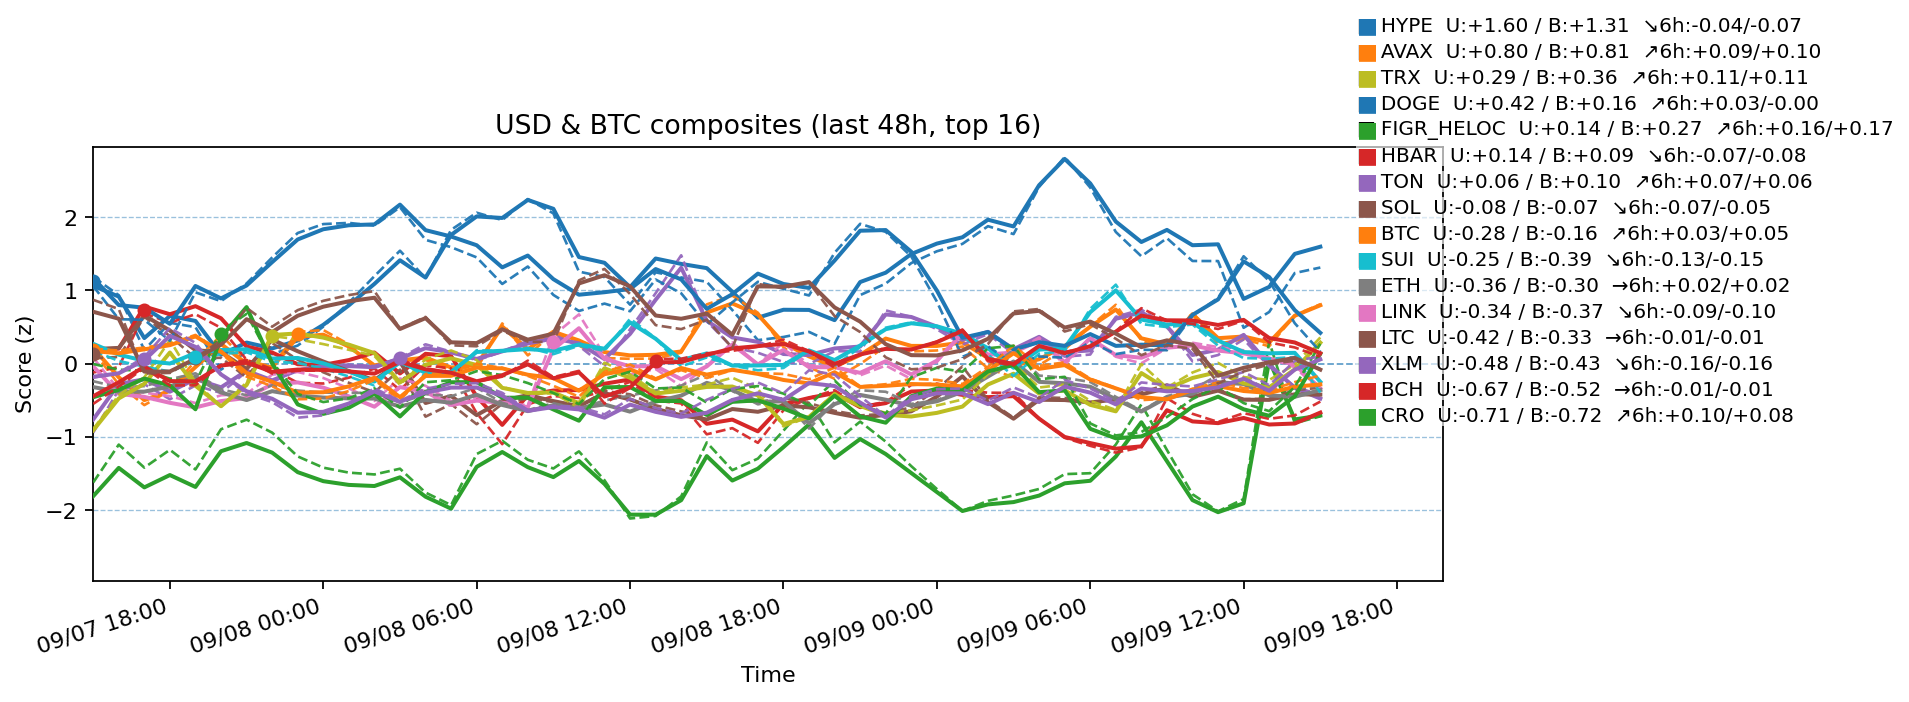 HYPE  U:+1.60 / B:+1.31  ↘6h:-0.04/-0.07
AVAX  U:+0.80 / B:+0.81  ↗6h:+0.09/+0.10
TRX  U:+0.29 / B:+0.36  ↗6h:+0.11/+0.11
DOGE  U:+0.42 / B:+0.16  ↗6h:+0.03/-0.00
FIGR_HELOC  U:+0.14 / B:+0.27  ↗6h:+0.16/+0.17
HBAR  U:+0.14 / B:+0.09  ↘6h:-0.07/-0.08
TON  U:+0.06 / B:+0.10  ↗6h:+0.07/+0.06
SOL  U:-0.08 / B:-0.07  ↘6h:-0.07/-0.05
BTC  U:-0.28 / B:-0.16  ↗6h:+0.03/+0.05
SUI  U:-0.25 / B:-0.39  ↘6h:-0.13/-0.15
ETH  U:-0.36 / B:-0.30  →6h:+0.02/+0.02
LINK  U:-0.34 / B:-0.37  ↘6h:-0.09/-0.10
LTC  U:-0.42 / B:-0.33  →6h:-0.01/-0.01
XLM  U:-0.48 / B:-0.43  ↘6h:-0.16/-0.16
BCH  U:-0.67 / B:-0.52  →6h:-0.01/-0.01
CRO  U:-0.71 / B:-0.72  ↗6h:+0.10/+0.08
USD & BTC composites (last 48h, top 16)
Score (z)
2
1
0
−1
−2
09/07 18:00
09/08 00:00
09/08 06:00
09/08 12:00
09/08 18:00
09/09 00:00
09/09 06:00
09/09 12:00
09/09 18:00
Time